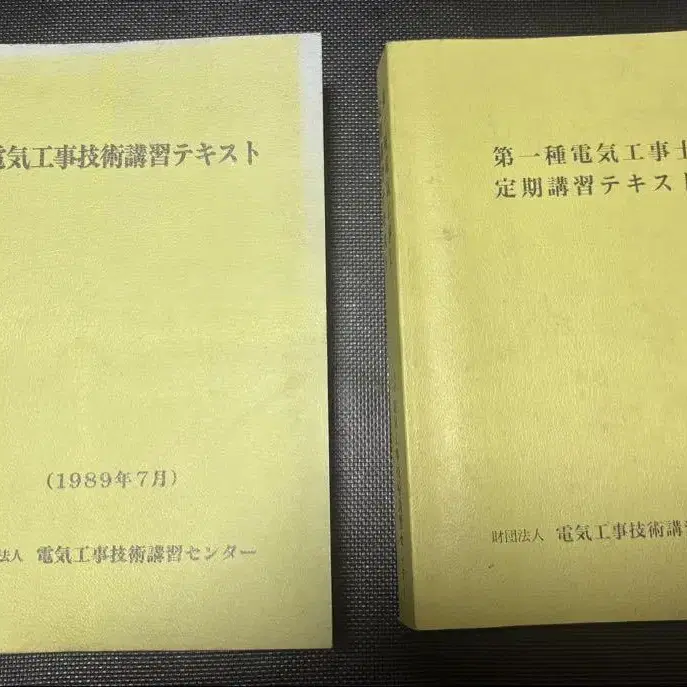 電気工事技術講習テキスト
(1989年7月)
法人 電気工事技術講習センター
第一種電気工事士
定期講習テキスト
財団法人 電気工事技術講